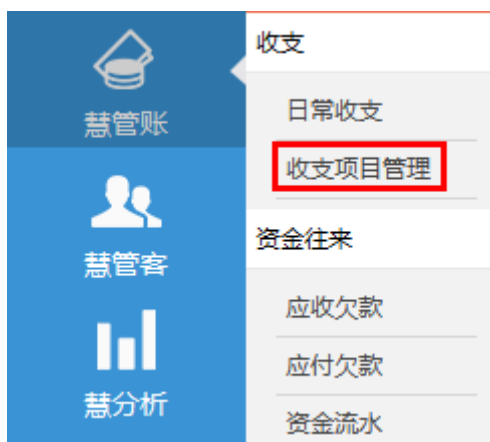 慧管账
慧管客
慧分析
收支
日常收支
收支项目管理
资金往来
应收欠款
应付欠款
资金流水